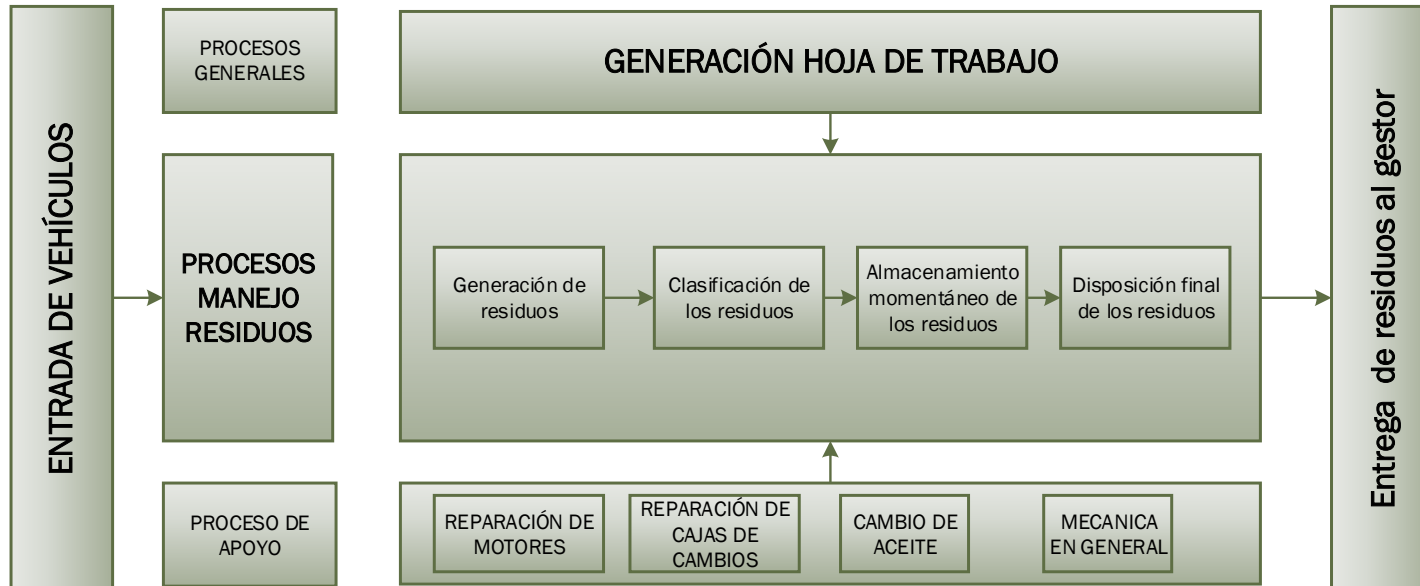 ENTRADA DE VEHÍCULOS
PROCESOS
GENERALES
GENERACIÓN HOJA DE TRABAJO
PROCESOS
MANEJO
RESIDUOS
Generación de
residuos
Clasificación de
los residuos
Almacenamiento
momentáneo de
los residuos
Disposición final
de los residuos
PROCESO DE
APOYO
REPARACIÓN DE
MOTORES
REPARACIÓN DE
CAJAS DE
CAMBIOS
CAMBIO DE
ACEITE
MECANICA
EN GENERAL
Entrega de residuos al gestor